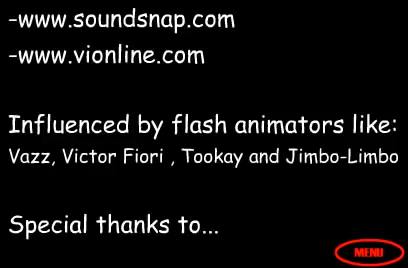 -www.soundsnap.com
-www.vionline.com
Influenced by flash animators like:
Vazz, Victor Fiori , Tookay and Jimbo-Limbo
Special thanks to...
MENU